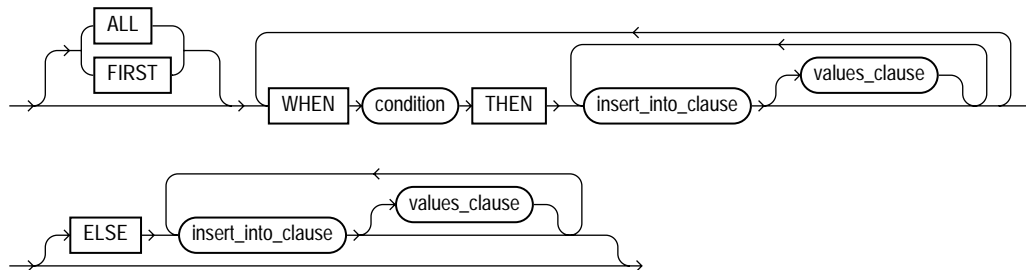 ALL
FIRST
values_clause
WHEN condition THEN insert_into_clause
values_clause
ELSE insert_into_clause